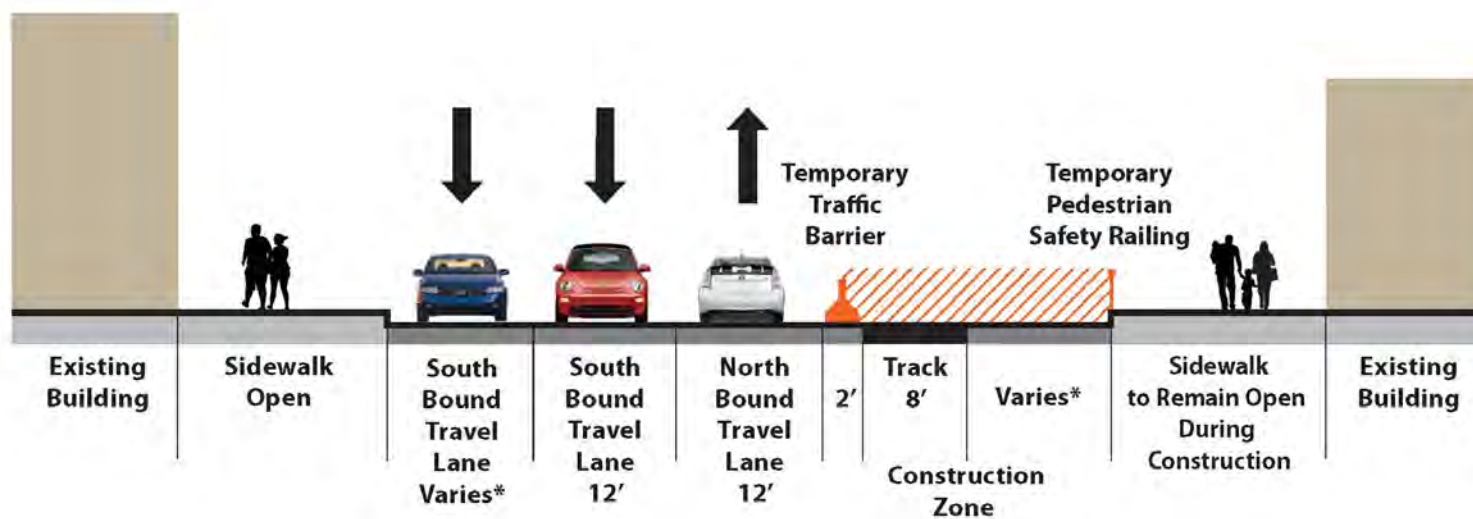 Temporary
Traffic
Barrier
Temporary
Pedestrian
Safety Railing
Existing
Building
Sidewalk
Open
South
Bound
Travel
Lane
Varies*
South
Bound
Travel
Lane
12’
North
Bound
Travel
Lane
12’
2’
Track
8’
Varies*
Construction
Zone
Sidewalk
to Remain Open
During
Construction
Existing
Building